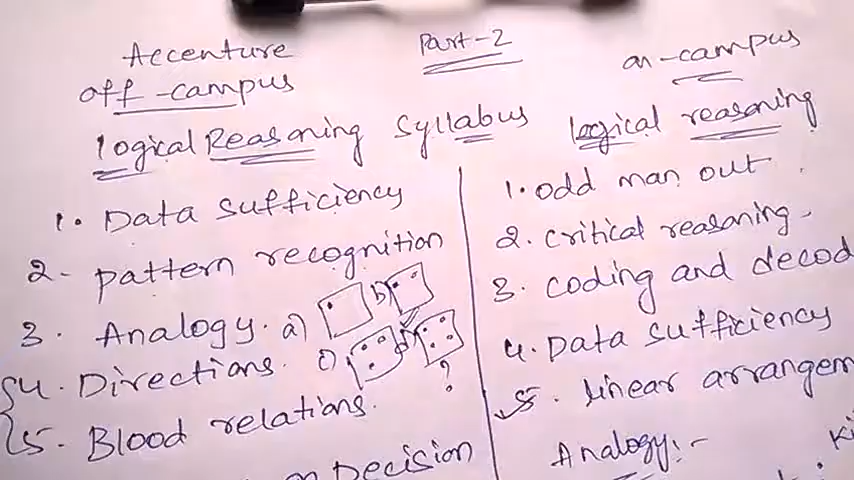 Accenture
off-campus
Part-2
on-campus
Logical Reasoning Syllabus
1. Data sufficiency
2- pattern recognition
3. Analogy. a) b)
c) d)
?
4. Directions.
5. Blood relations.
Decision
logical reasoning
1. odd man out
2. critical reasoning.
3. coding and decod
4. Data sufficiency
5. linear arrangem
Analogy:-